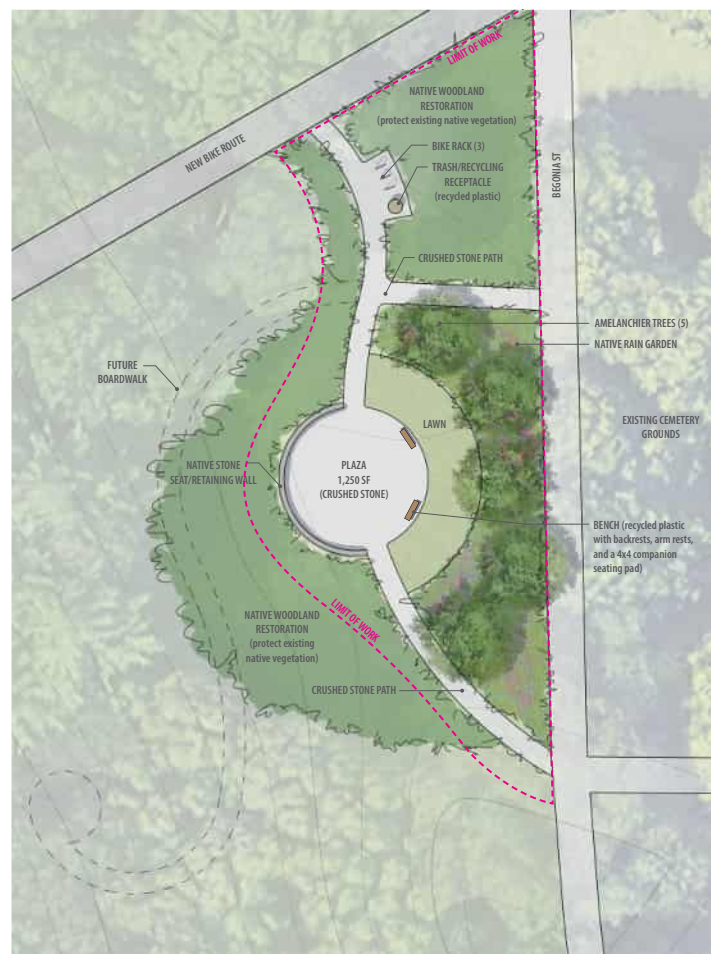 LIMIT OF WORK
NATIVE WOODLAND
RESTORATION
(protect existing native vegetation)
NEW BIKE ROUTE
BIKE RACK (3)
TRASH/RECYCLING
RECEPTACLE
(recycled plastic)
BEGONIA ST
CRUSHED STONE PATH
AMELANCHIER TREES (5)
NATIVE RAIN GARDEN
FUTURE
BOARDWALK
LAWN
EXISTING CEMETERY
GROUNDS
NATIVE STONE
SEAT/RETAINING WALL
PLAZA
1,250 SF
(CRUSHED STONE)
BENCH (recycled plastic
with backrests, arm rests,
and a 4x4 companion
seating pad)
LIMIT OF WORK
NATIVE WOODLAND
RESTORATION
(protect existing
native vegetation)
CRUSHED STONE PATH